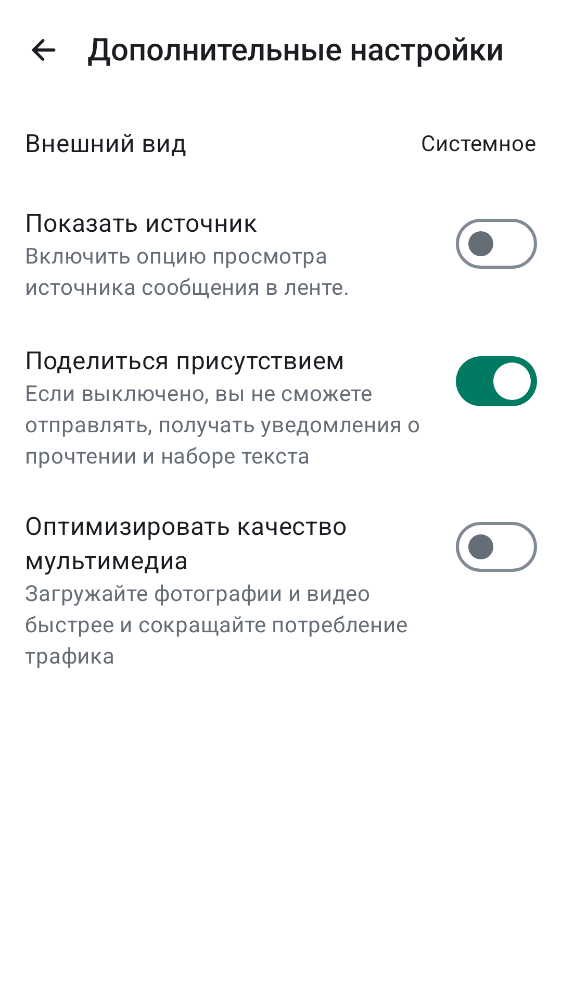 Дополнительные настройки
Внешний вид
Системное
Показать источник
Включить опцию просмотра
источника сообщения в ленте.
Поделиться присутствием
Если выключено, вы не сможете
отправлять, получать уведомления о
прочтении и наборе текста
Оптимизировать качество
мультимедиа
Загружайте фотографии и видео
быстрее и сокращайте потребление
трафика